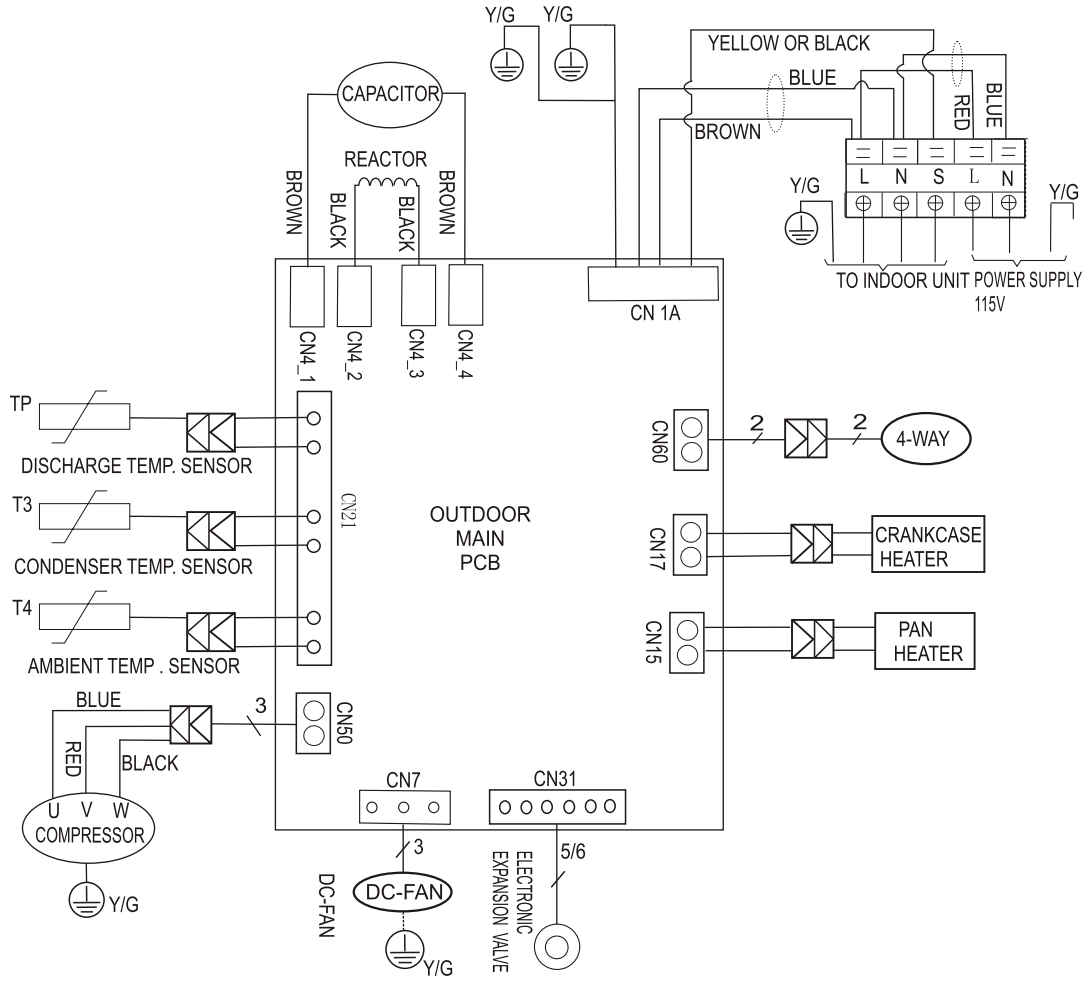 Y/G
Y/G
YELLOW OR BLACK
BLUE
BROWN
RED
BLUE
CAPACITOR
REACTOR
BROWN
BLACK
BLACK
BROWN
L N S L N
Y/G
Y/G
TO INDOOR UNIT
POWER SUPPLY
115V
CN4_1
CN4_2
CN4_3
CN4_4
CN 1A
TP
DISCHARGE TEMP. SENSOR
T3
CONDENSER TEMP. SENSOR
T4
AMBIENT TEMP . SENSOR
CN21
OUTDOOR
MAIN
PCB
CN60
2
2
4-WAY
CN17
CRANKCASE
HEATER
CN15
PAN
HEATER
BLUE
RED
BLACK
3
CN50
U V W
COMPRESSOR
Y/G
CN7
3
DC-FAN
DC-FAN
Y/G
CN31
5/6
ELECTRONIC
EXPANSION VALVE